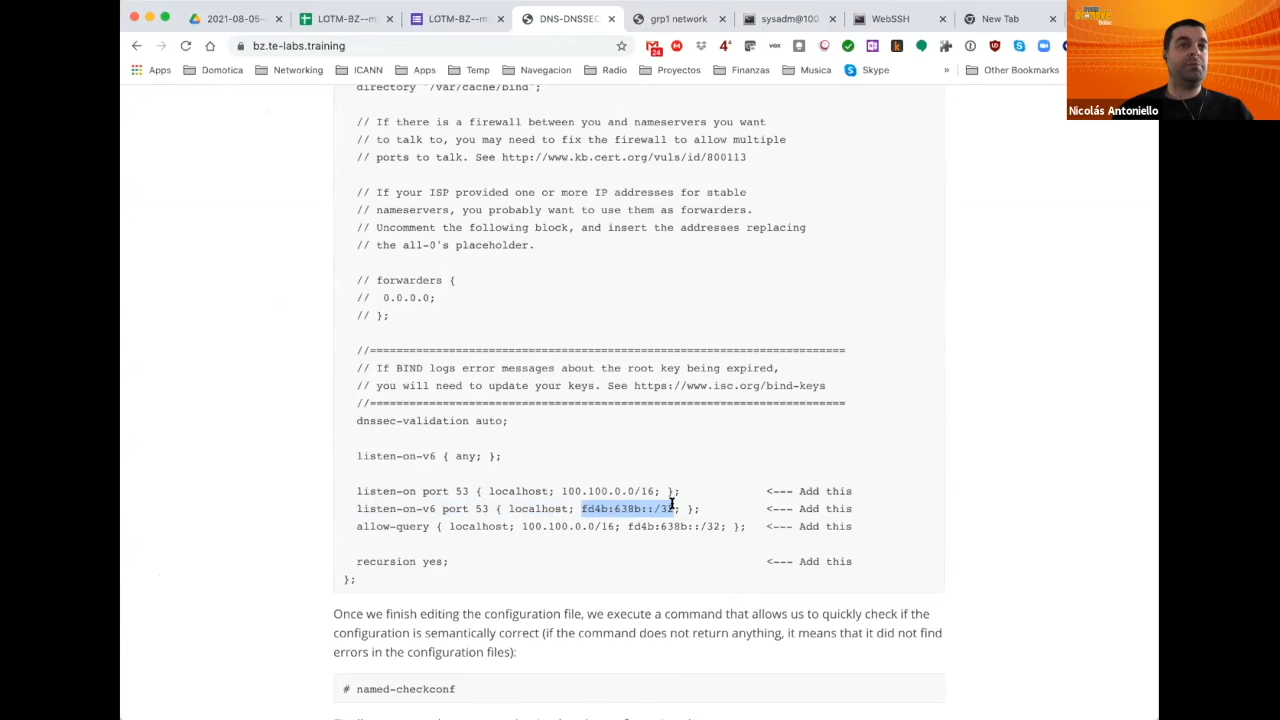 2021-08-05--
LOTM-BZ--m
LOTM-BZ--m
DNS-DNSSEC
grp1 network
sysadm@100
WebSSH
New Tab
bz.te-labs.training
24
vox
Apps
Domotica
Networking
ICANN
Apps
Temp
Navegacion
Radio
Proyectos
Finanzas
Musica
Skype
»
Other Bookmarks
Nicolás Antoniello
directory "/var/cache/bind";
// If there is a firewall between you and nameservers you want
// to talk to, you may need to fix the firewall to allow multiple
// ports to talk. See http://www.kb.cert.org/vuls/id/800113
// If your ISP provided one or more IP addresses for stable
// nameservers, you probably want to use them as forwarders.
// Uncomment the following block, and insert the addresses replacing
// the all-0's placeholder.
// forwarders {
// 0.0.0.0;
// };
//=========================================================================
// If BIND logs error messages about the root key being expired,
// you will need to update your keys. See https://www.isc.org/bind-keys
//=========================================================================
dnssec-validation auto;
listen-on-v6 { any; };
listen-on port 53 { localhost; 100.100.0.0/16; }; <--- Add this
listen-on-v6 port 53 { localhost; fd4b:638b::/32; }; <--- Add this
allow-query { localhost; 100.100.0.0/16; fd4b:638b::/32; }; <--- Add this
recursion yes; <--- Add this
};
Once we finish editing the configuration file, we execute a command that allows us to quickly check if the
configuration is semantically correct (if the command does not return anything, it means that it did not find
errors in the configuration files):
# named-checkconf